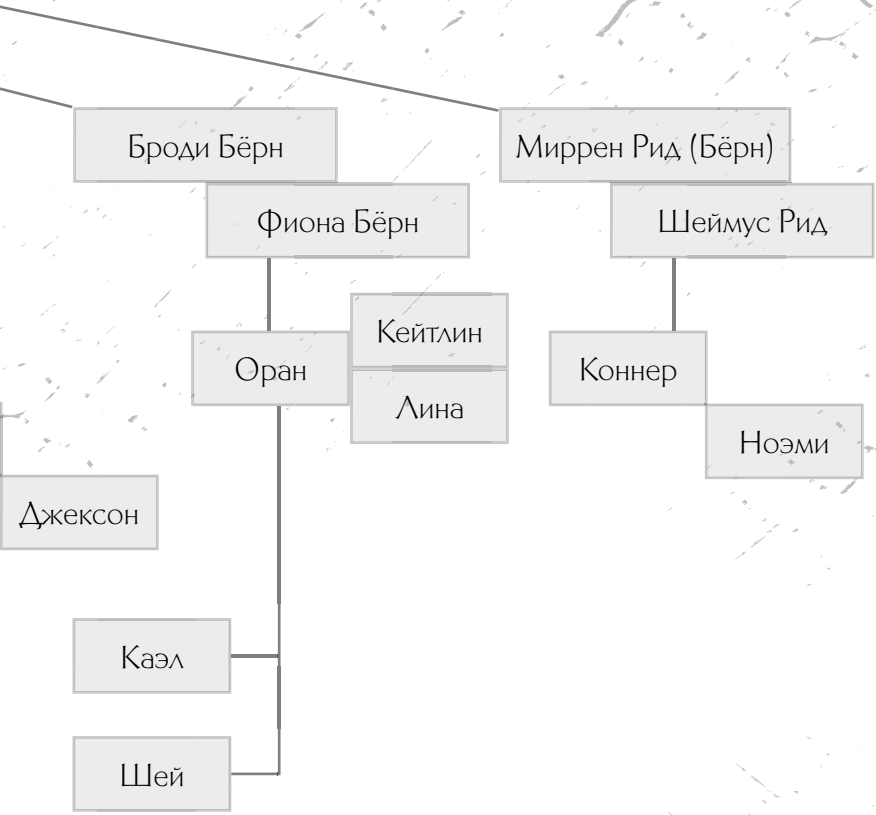 Броди Бёрн
Миррен Рид (Бёрн)
Фиона Бёрн
Шеймус Рид
Кейтлин
Оран
Коннер
Лина
Ноэми
Джексон
Каэл
Шей